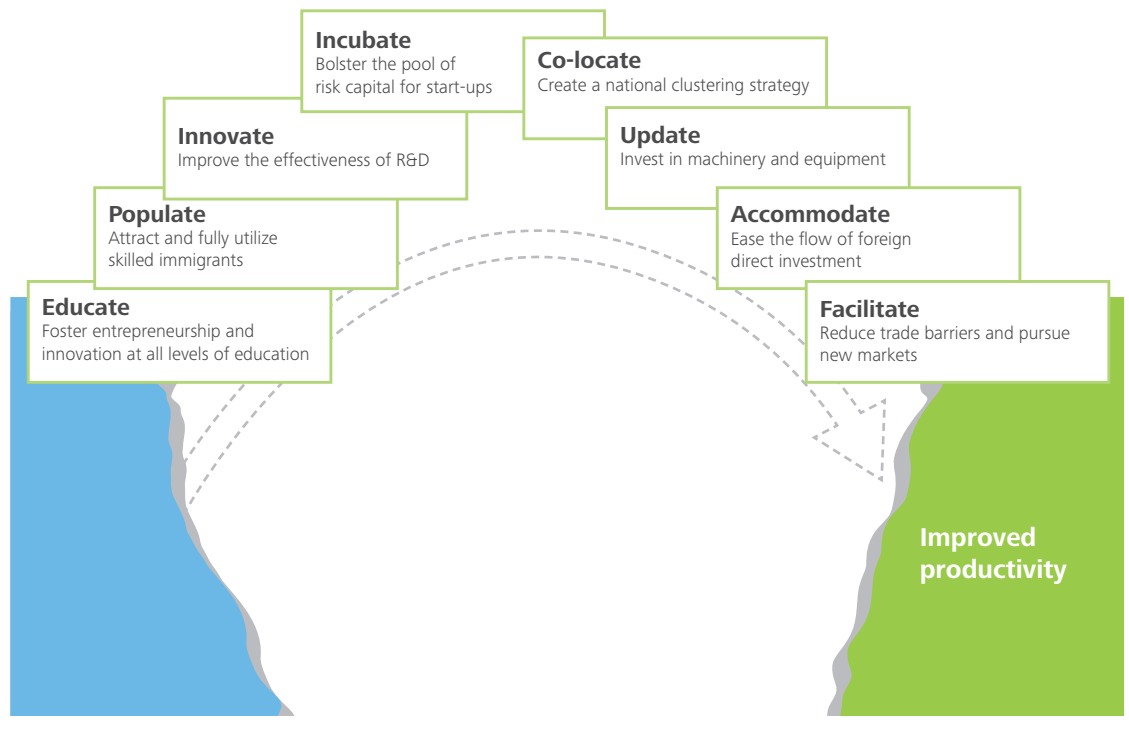 Incubate
Bolster the pool of
risk capital for start-ups
Co-locate
Create a national clustering strategy
Innovate
Improve the effectiveness of R&D
Update
Invest in machinery and equipment
Populate
Attract and fully utilize
skilled immigrants
Accommodate
Ease the flow of foreign
direct investment
Educate
Foster entrepreneurship and
innovation at all levels of education
Facilitate
Reduce trade barriers and pursue
new markets
Improved
productivity